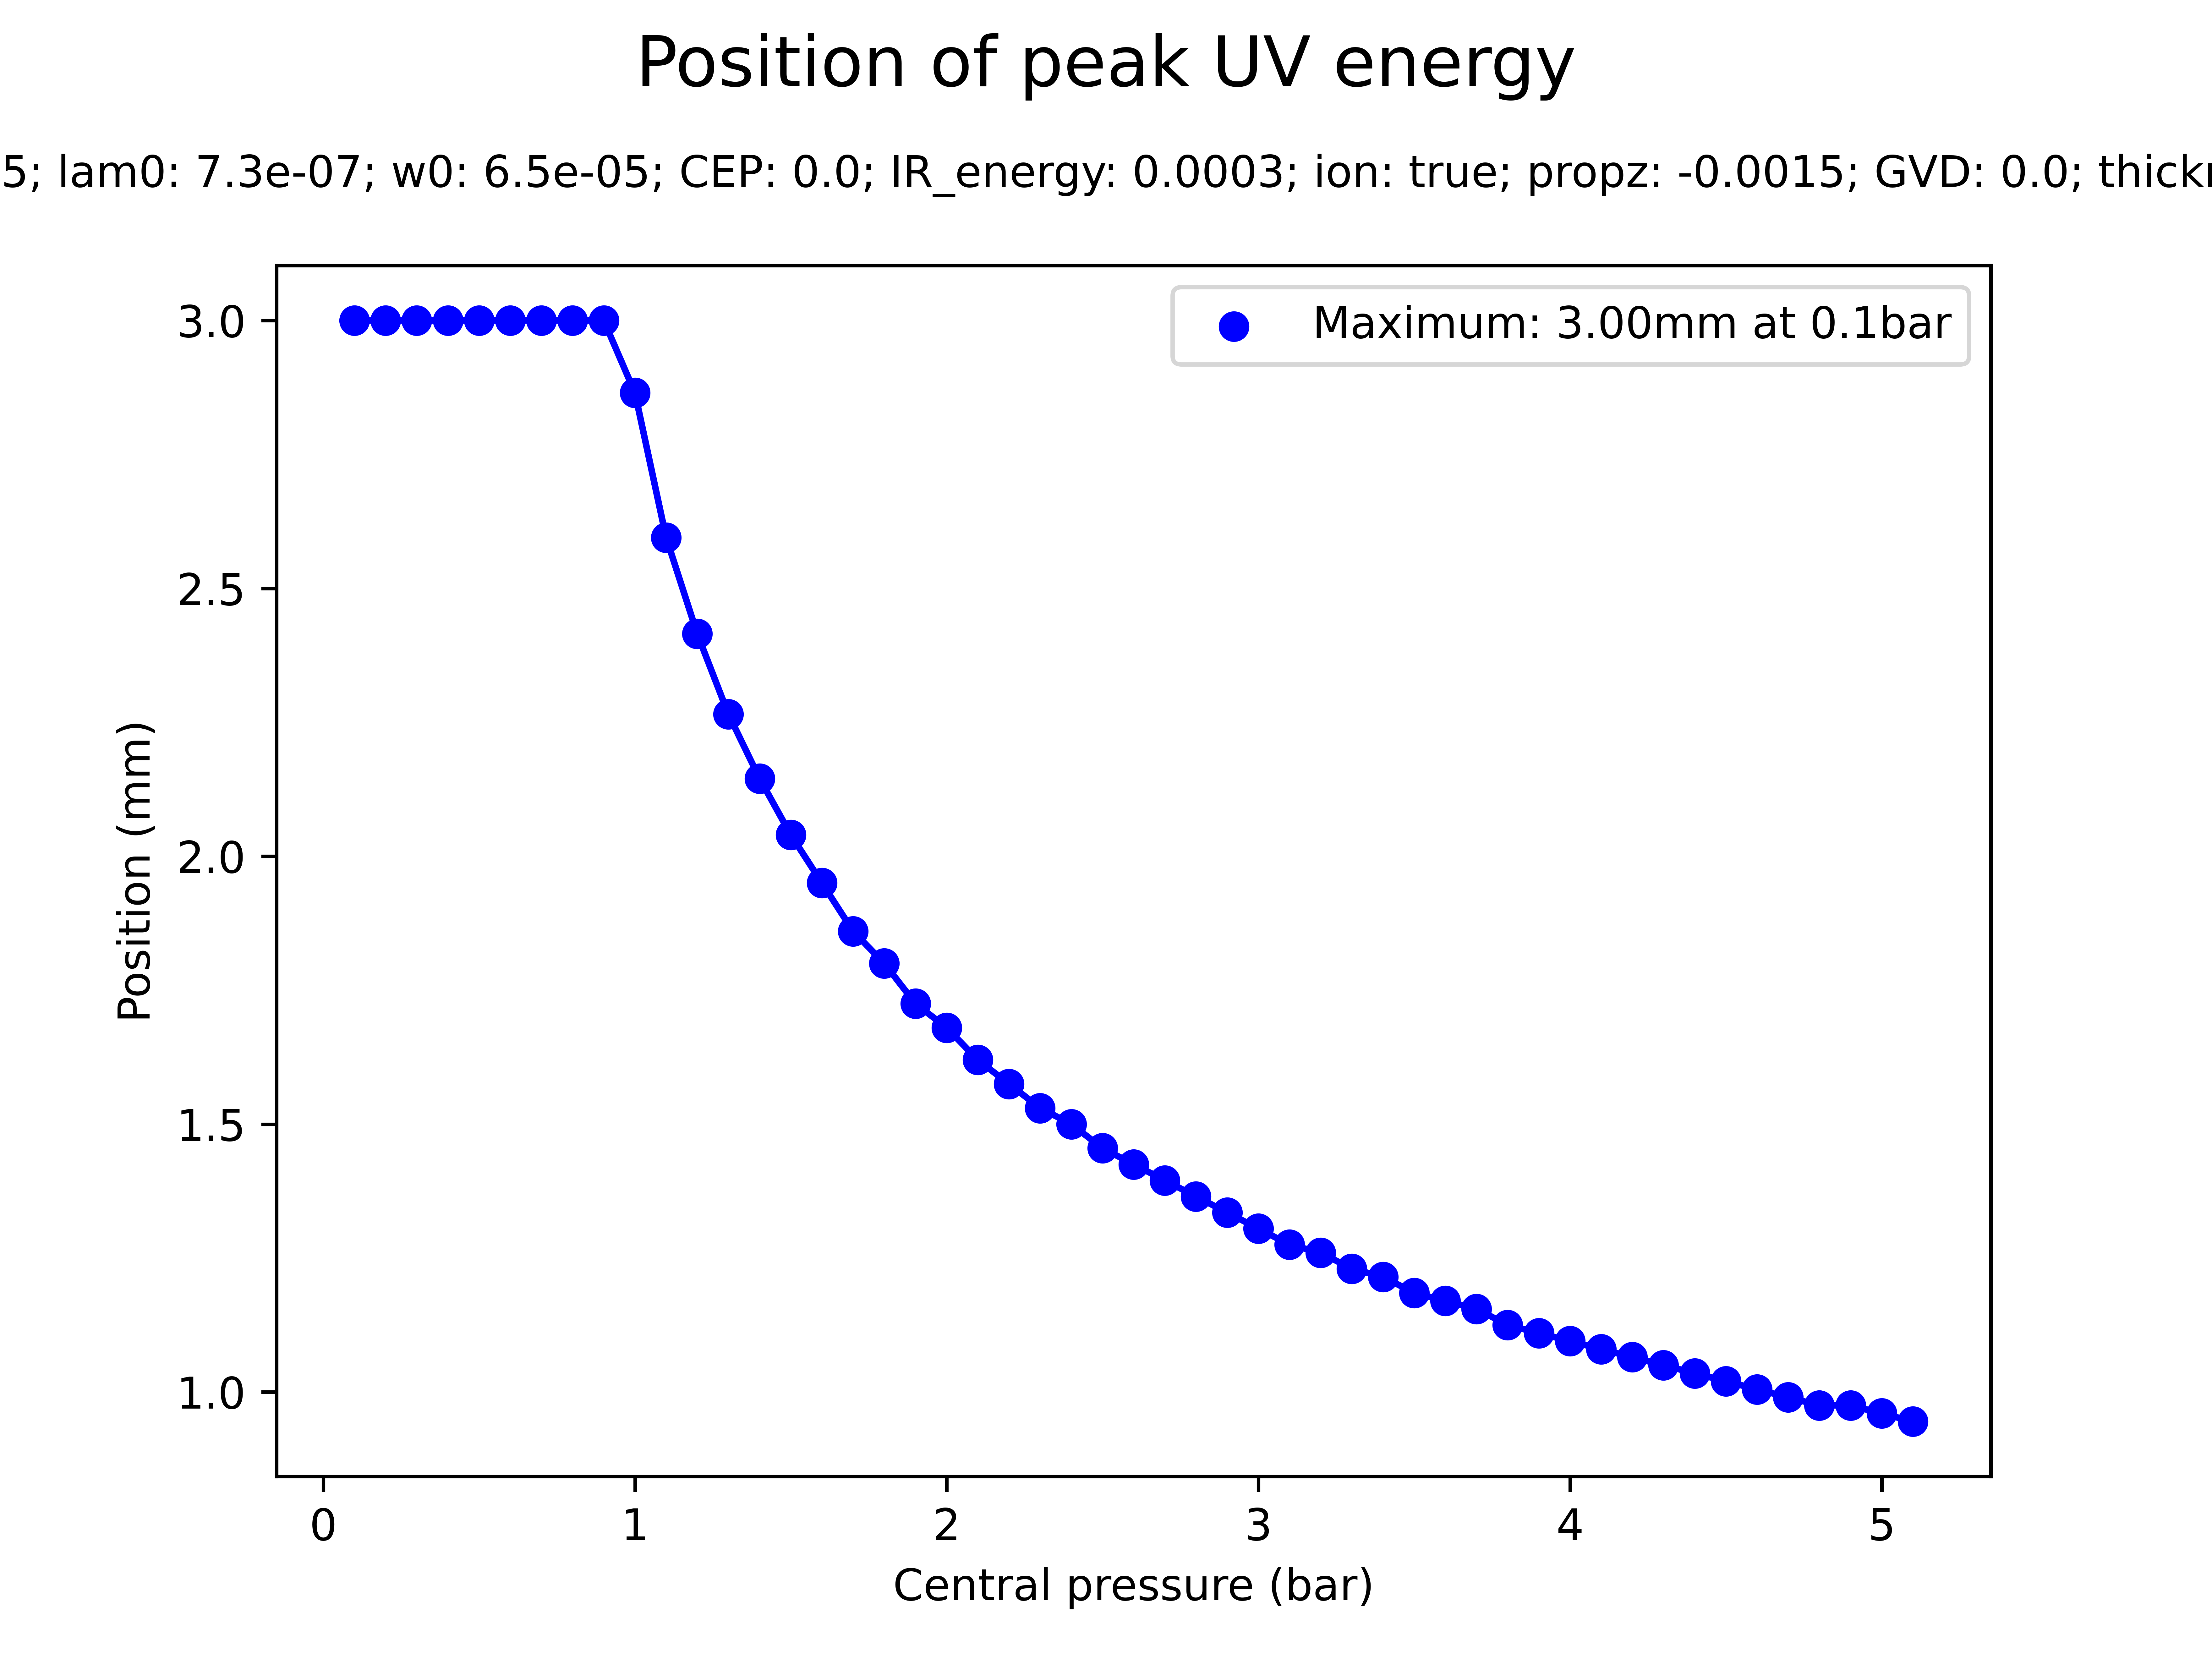 Position of peak UV energy
5; lam0: 7.3e-07; w0: 6.5e-05; CEP: 0.0; IR_energy: 0.0003; ion: true; propz: -0.0015; GVD: 0.0;
Maximum: 3.00mm at 0.1bar
3.0
2.5
2.0
1.5
1.0
Position (mm)
0 1 2 3 4 5
Central pressure (bar)